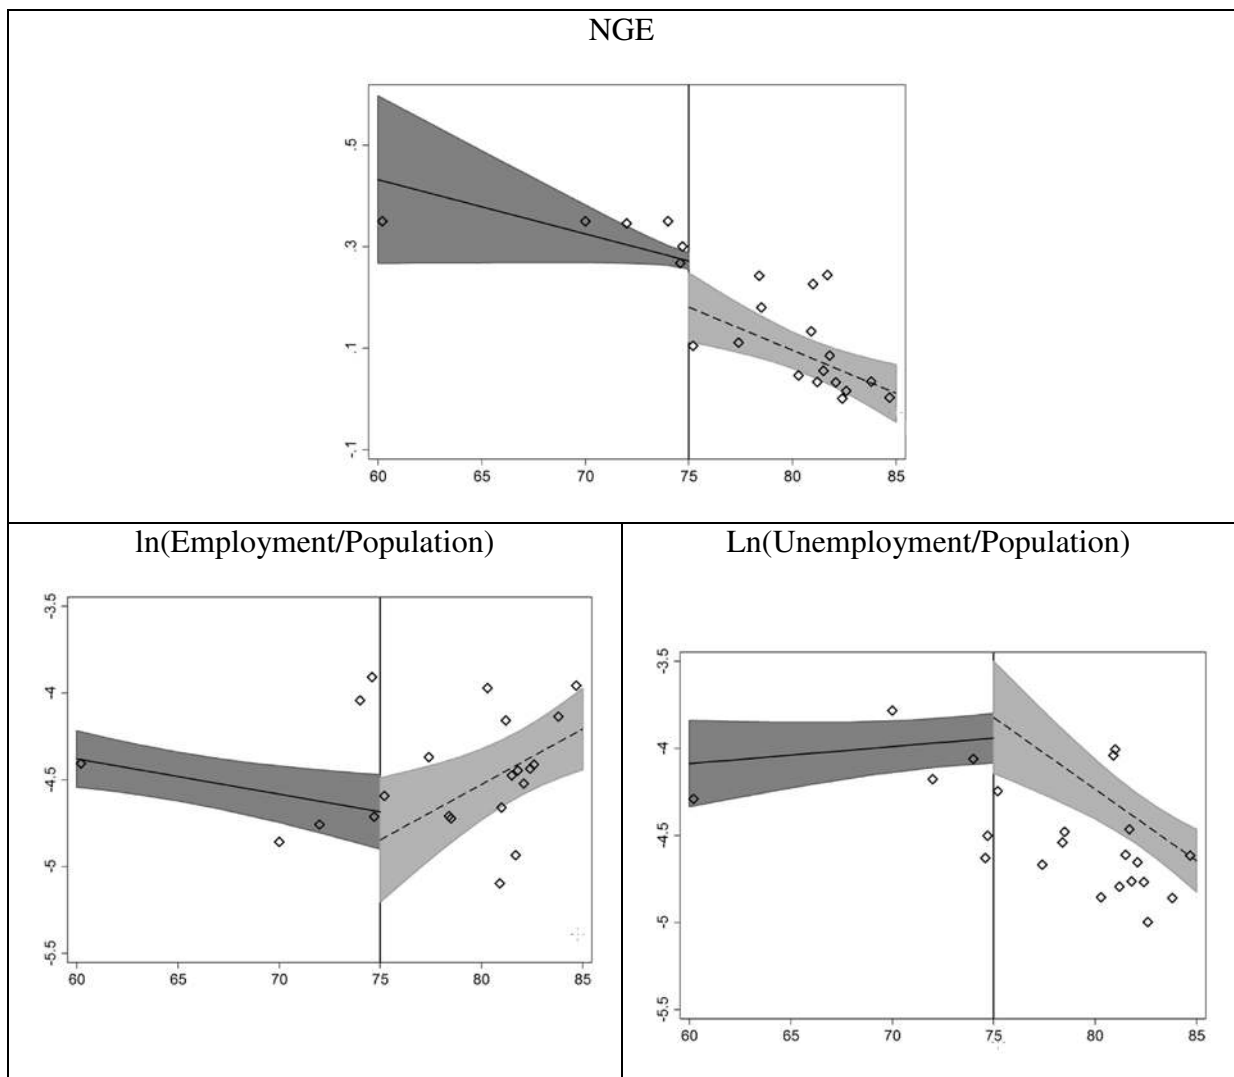 NGE
.5
.3
.1
-.1
60 65 70 75 80 85
ln(Employment/Population)
-3.5
-4
-4.5
-5
-5.5
60 65 70 75 80 85
Ln(Unemployment/Population)
-3.5
-4
-4.5
-5
-5.5
60 65 70 75 80 85